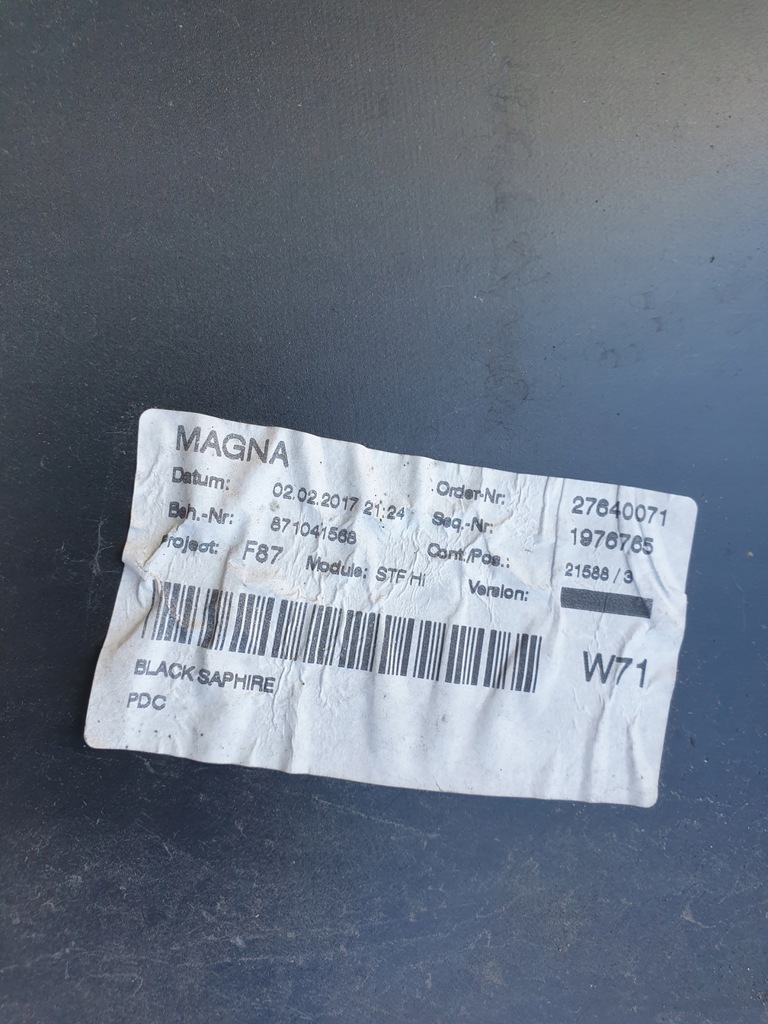 MAGNA
Datum: 02.02.2017 21:24 Order-Nr: 27640071
Beh.-Nr: 871041568 Seq.-Nr: 1976765
Project: F87 Module: STF Hi Cont./Pos.: 21588 / 3
Version:
W71
BLACK SAPHIRE
PDC